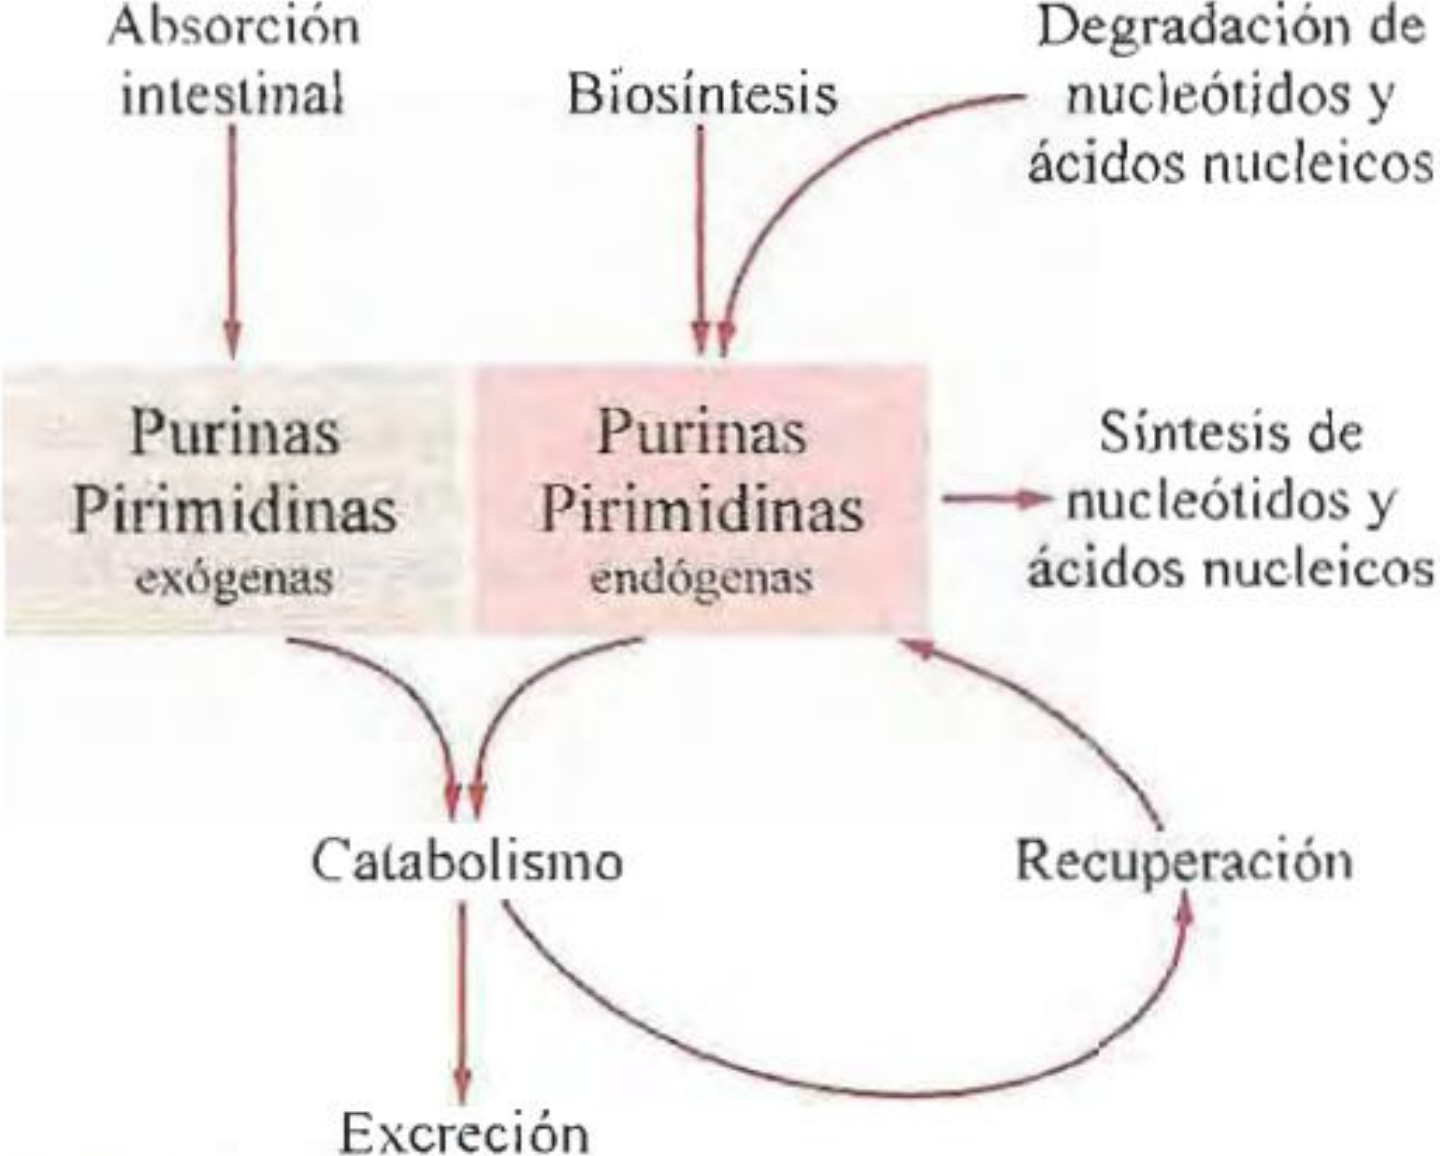 Absorción
intestinal
Biosíntesis
Degradación de
nucleótidos y
ácidos nucleicos
Purinas
Pirimidinas
exógenas
Purinas
Pirimidinas
endógenas
Síntesis de
nucleótidos y
ácidos nucleicos
Catabolismo
Recuperación
Excreción